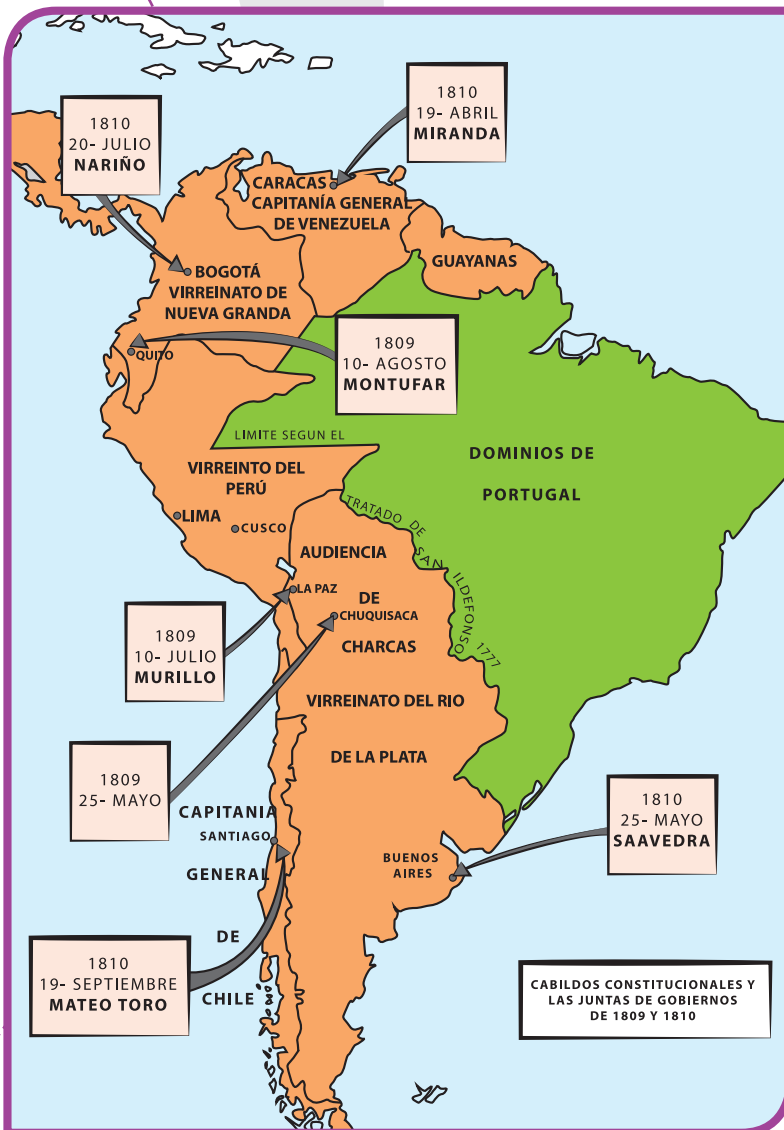 1810
19- ABRIL
MIRANDA
1810
20- JULIO
NARIÑO
CARACAS
CAPITANÍA GENERAL
DE VENEZUELA
GUAYANAS
BOGOTÁ
VIRREINATO DE
NUEVA GRANDA
QUITO
1809
10- AGOSTO
MONTUFAR
LIMITE SEGUN EL
TRATADO DE SAN ILDEFONSO 1777
DOMINIOS DE
PORTUGAL
VIRREINTO DEL
PERÚ
LIMA
CUSCO
AUDIENCIA
DE
CHARCAS
LA PAZ
CHUQUISACA
1809
10- JULIO
MURILLO
VIRREINATO DEL RIO
DE LA PLATA
1809
25- MAYO
CAPITANIA
SANTIAGO
GENERAL
DE
CHILE
BUENOS
AIRES
1810
25- MAYO
SAAVEDRA
1810
19- SEPTIEMBRE
MATEO TORO
CABILDOS CONSTITUCIONALES Y
LAS JUNTAS DE GOBIERNOS
DE 1809 Y 1810